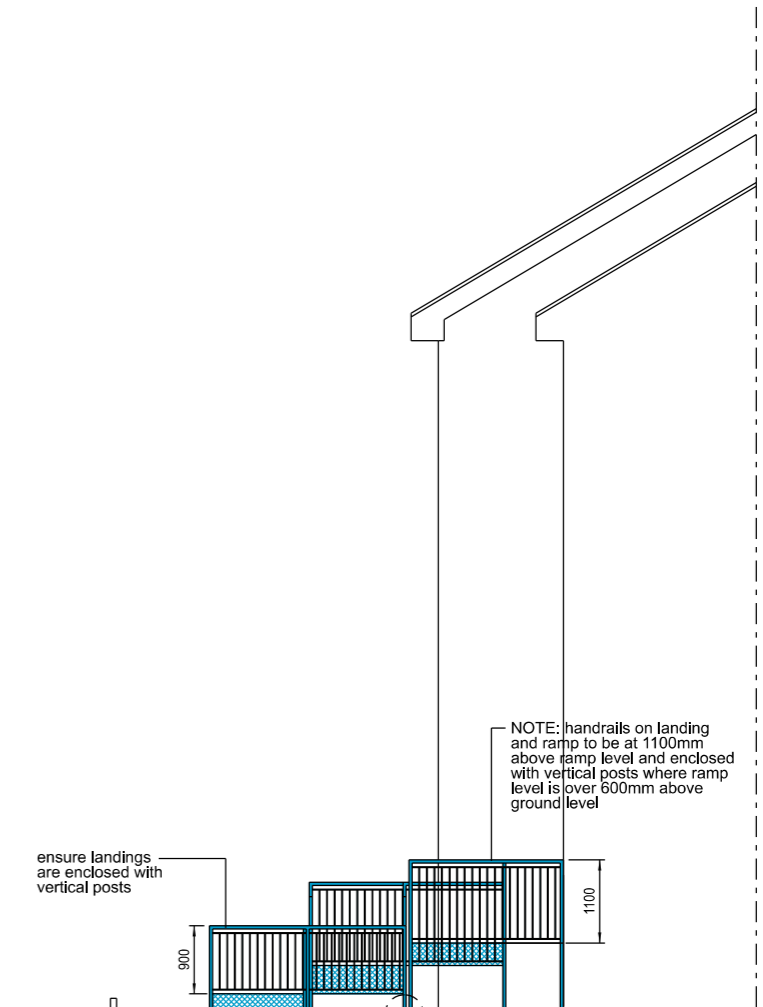 NOTE: handrails on landing
and ramp to be at 1100mm
above ramp level and enclosed
with vertical posts where ramp
level is over 600mm above
ground level
ensure landings
are enclosed with
vertical posts
1100
900